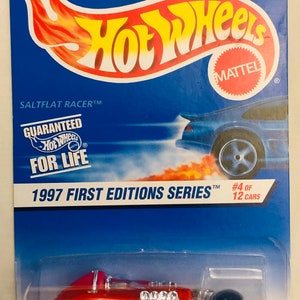 Hot Wheels
MATTEL
SALTFLAT RACER™
GUARANTEED
Hot Wheels
FOR LIFE
1997 FIRST EDITIONS SERIES™
#4 OF
12 CARS